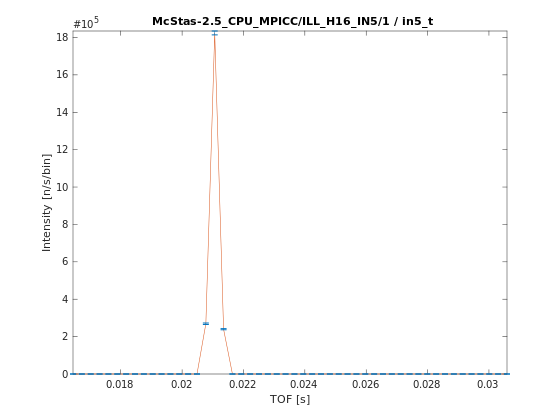 McStas-2.5_CPU_MPICC/ILL_H16_IN5/1 / in5_t
#10^5
18
16
14
12
10
8
6
4
2
0
Intensity [n/s/bin]
0.018 0.02 0.022 0.024 0.026 0.028 0.03
TOF [s]